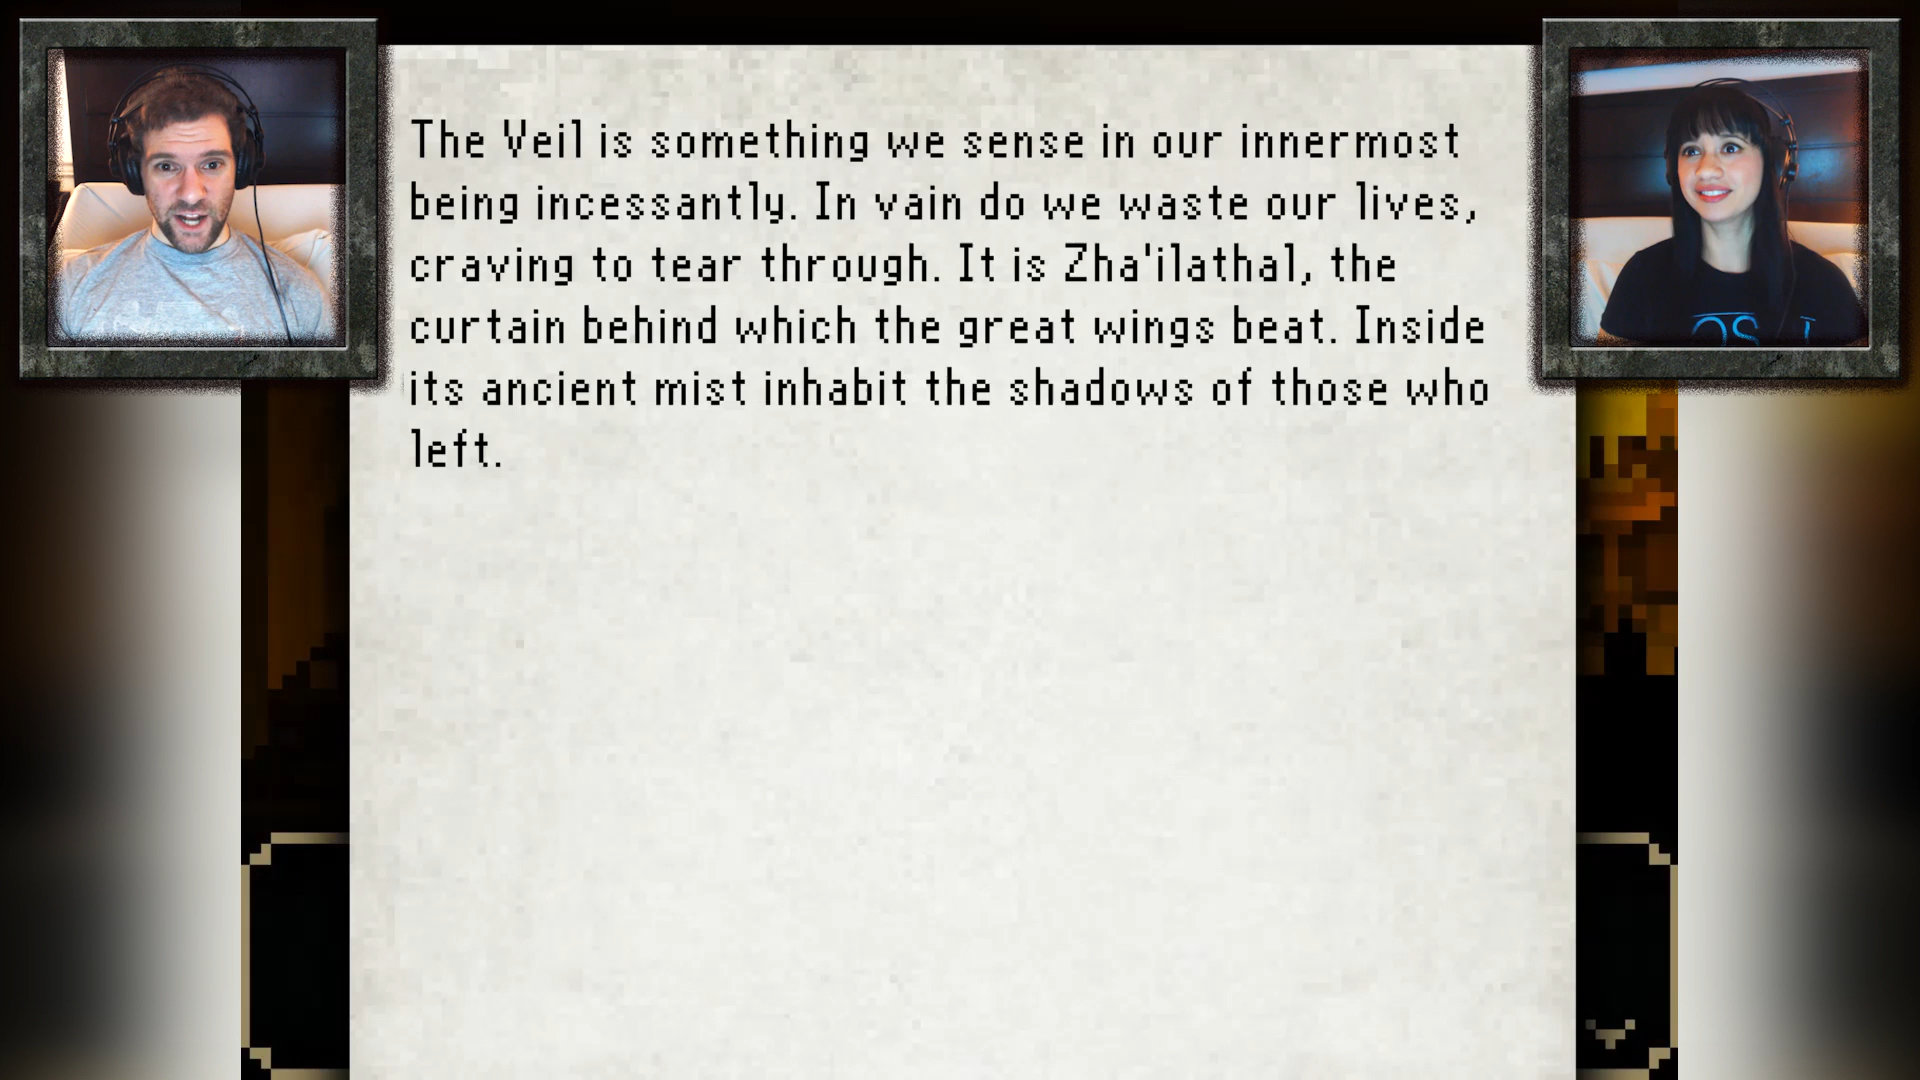 The Veil is something we sense in our innermost
being incessantly. In vain do we waste our lives,
craving to tear through. It is Zha'ilathal, the
curtain behind which the great wings beat. Inside
its ancient mist inhabit the shadows of those who
left.